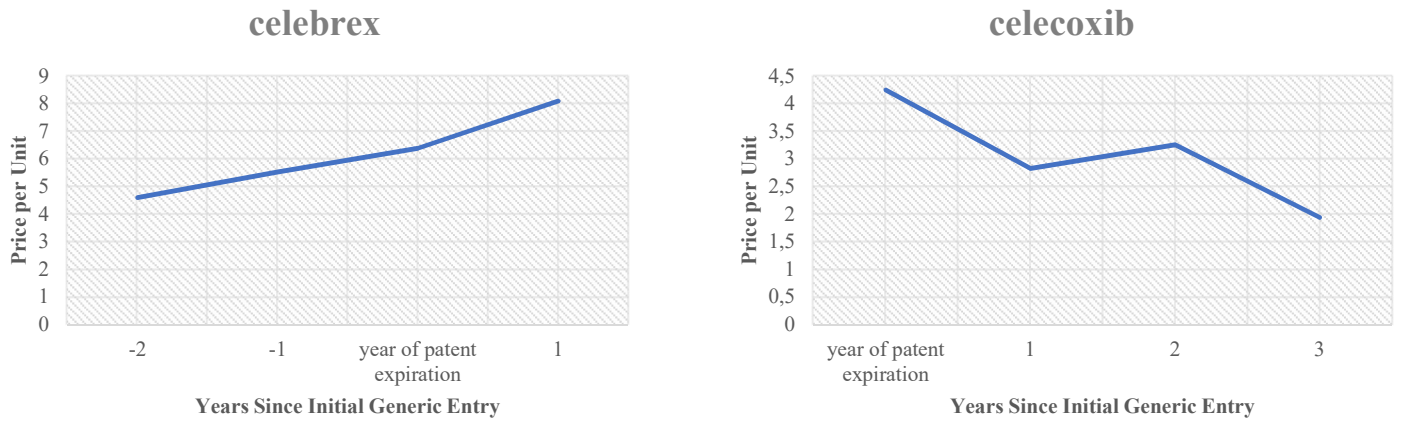 celebrex
Price per Unit
9
8
7
6
5
4
3
2
1
0
-2
-1
year of patent
expiration
1
Years Since Initial Generic Entry
celecoxib
Price per Unit
4,5
4
3,5
3
2,5
2
1,5
1
0,5
0
year of patent
expiration
1
2
3
Years Since Initial Generic Entry